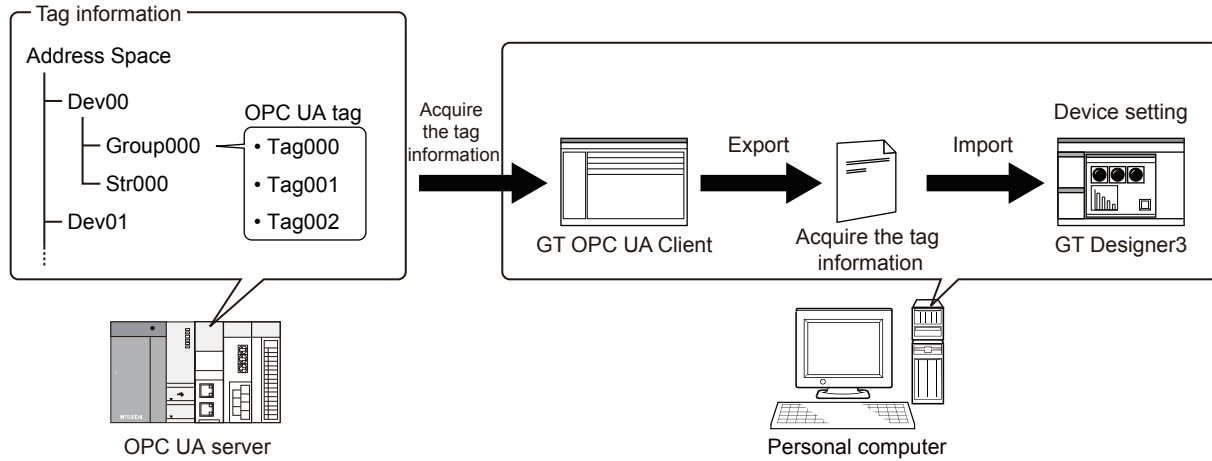 Tag information
Address Space
Dev00
Group000
Str000
Dev01
OPC UA tag
• Tag000
• Tag001
• Tag002
Acquire
the tag
information
GT OPC UA Client
Export
Acquire the tag
information
Import
Device setting
GT Designer3
MITSUBISHI
OPC UA server
Personal computer